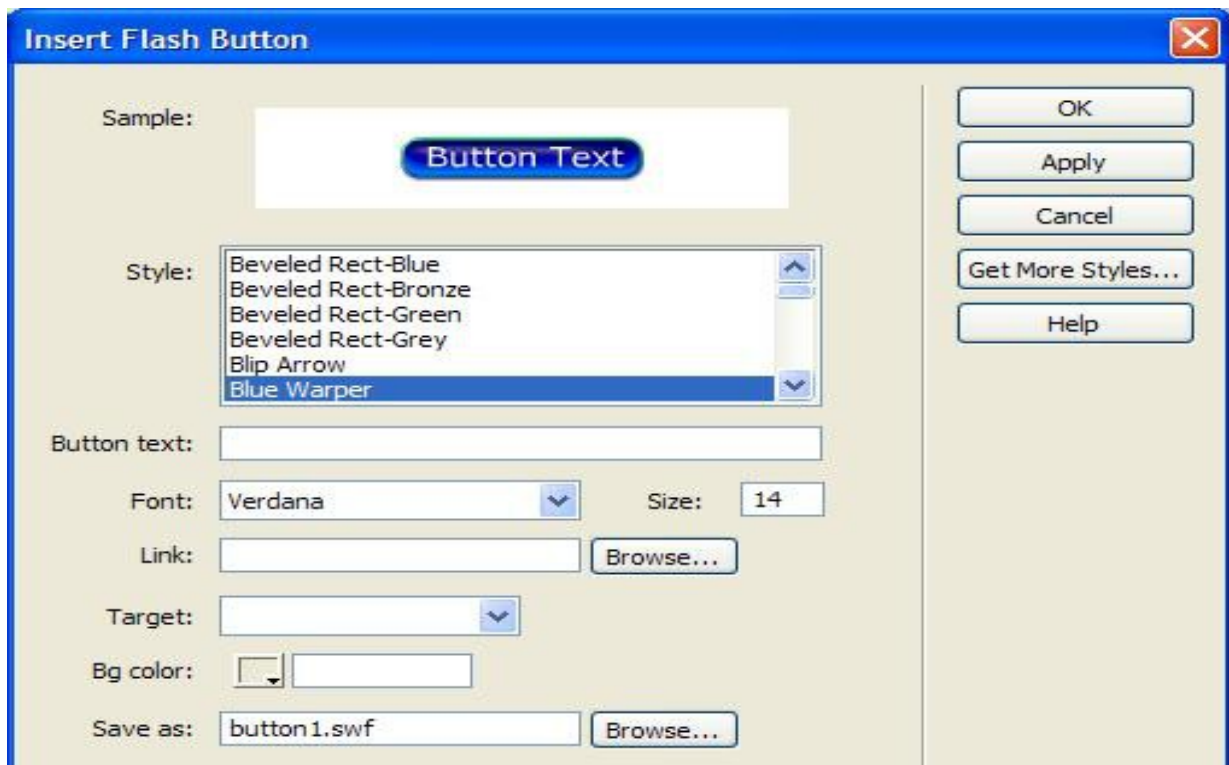 Insert Flash Button
Sample:
Button Text
Style:
Beveled Rect-Blue
Beveled Rect-Bronze
Beveled Rect-Green
Beveled Rect-Grey
Blip Arrow
Blue Warper
Button text:
Font: Verdana Size: 14
Link: Browse...
Target:
Bg color:
Save as: button1.swf Browse...
OK
Apply
Cancel
Get More Styles...
Help